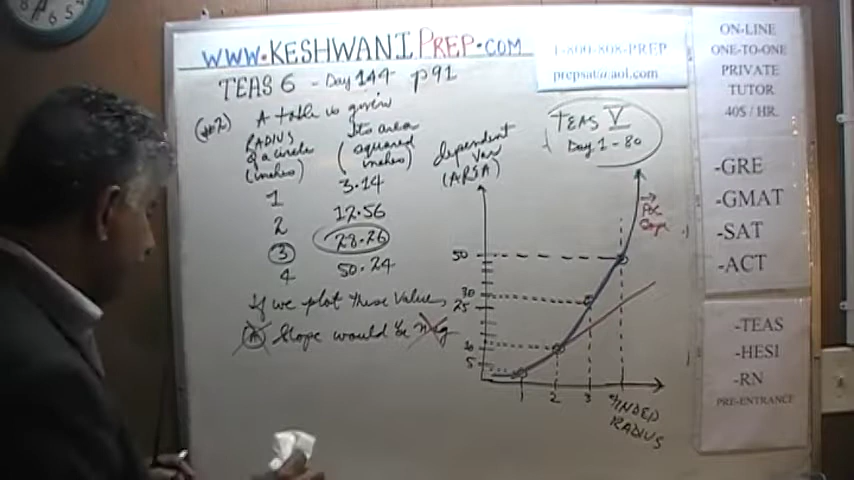 WWW.KESHWANIPREP.COM
TEAS 6 - Day 144 p91
(#2) A table is given
RADIUS
of a circle
(inches)
Its area
(squared
inches)
1 3.14
2 12.56
3 28.26
4 50.24
If we plot these values,
(A) Slope would be neg
dependent
Var
(AREA)
TEAS V
Day 1-80
50
30
25
10
5
1 2 3
INDEP
RADIUS
1-800-808-PREP
prepsat@aol.com
ON-LINE
ONE-TO-ONE
PRIVATE
TUTOR
40$ / HR.
-GRE
-GMAT
-SAT
-ACT
-TEAS
-HESI
-RN
PRE-ENTRANCE